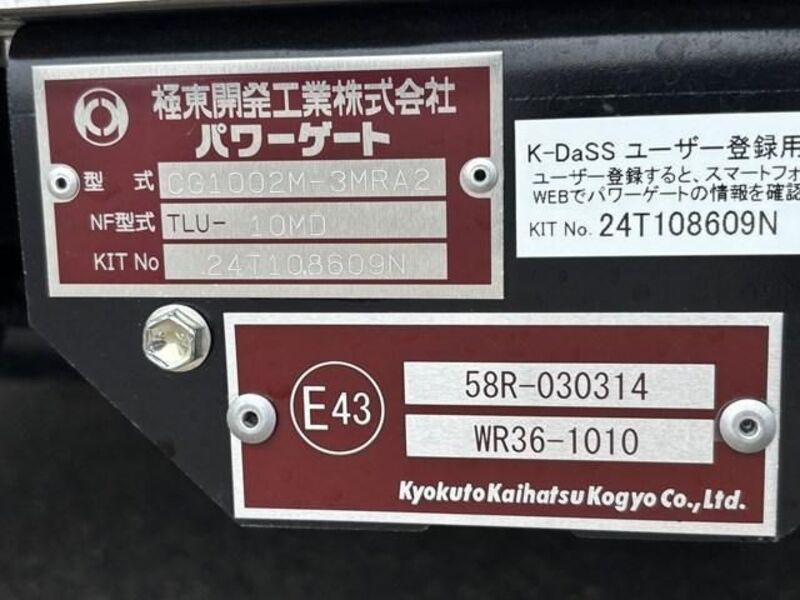 極東開発工業株式会社
パワーゲート
型 式 CG1002M-3MRA2
NF型式 TLU- 10MD
KIT No 24T108609N
K-DaSS ユーザー登録用
ユーザー登録すると、スマートフォ
WEBでパワーゲートの情報を確認
KIT No. 24T108609N
E43
58R-030314
WR36-1010
Kyokuto Kaihatsu Kogyo Co., Ltd.